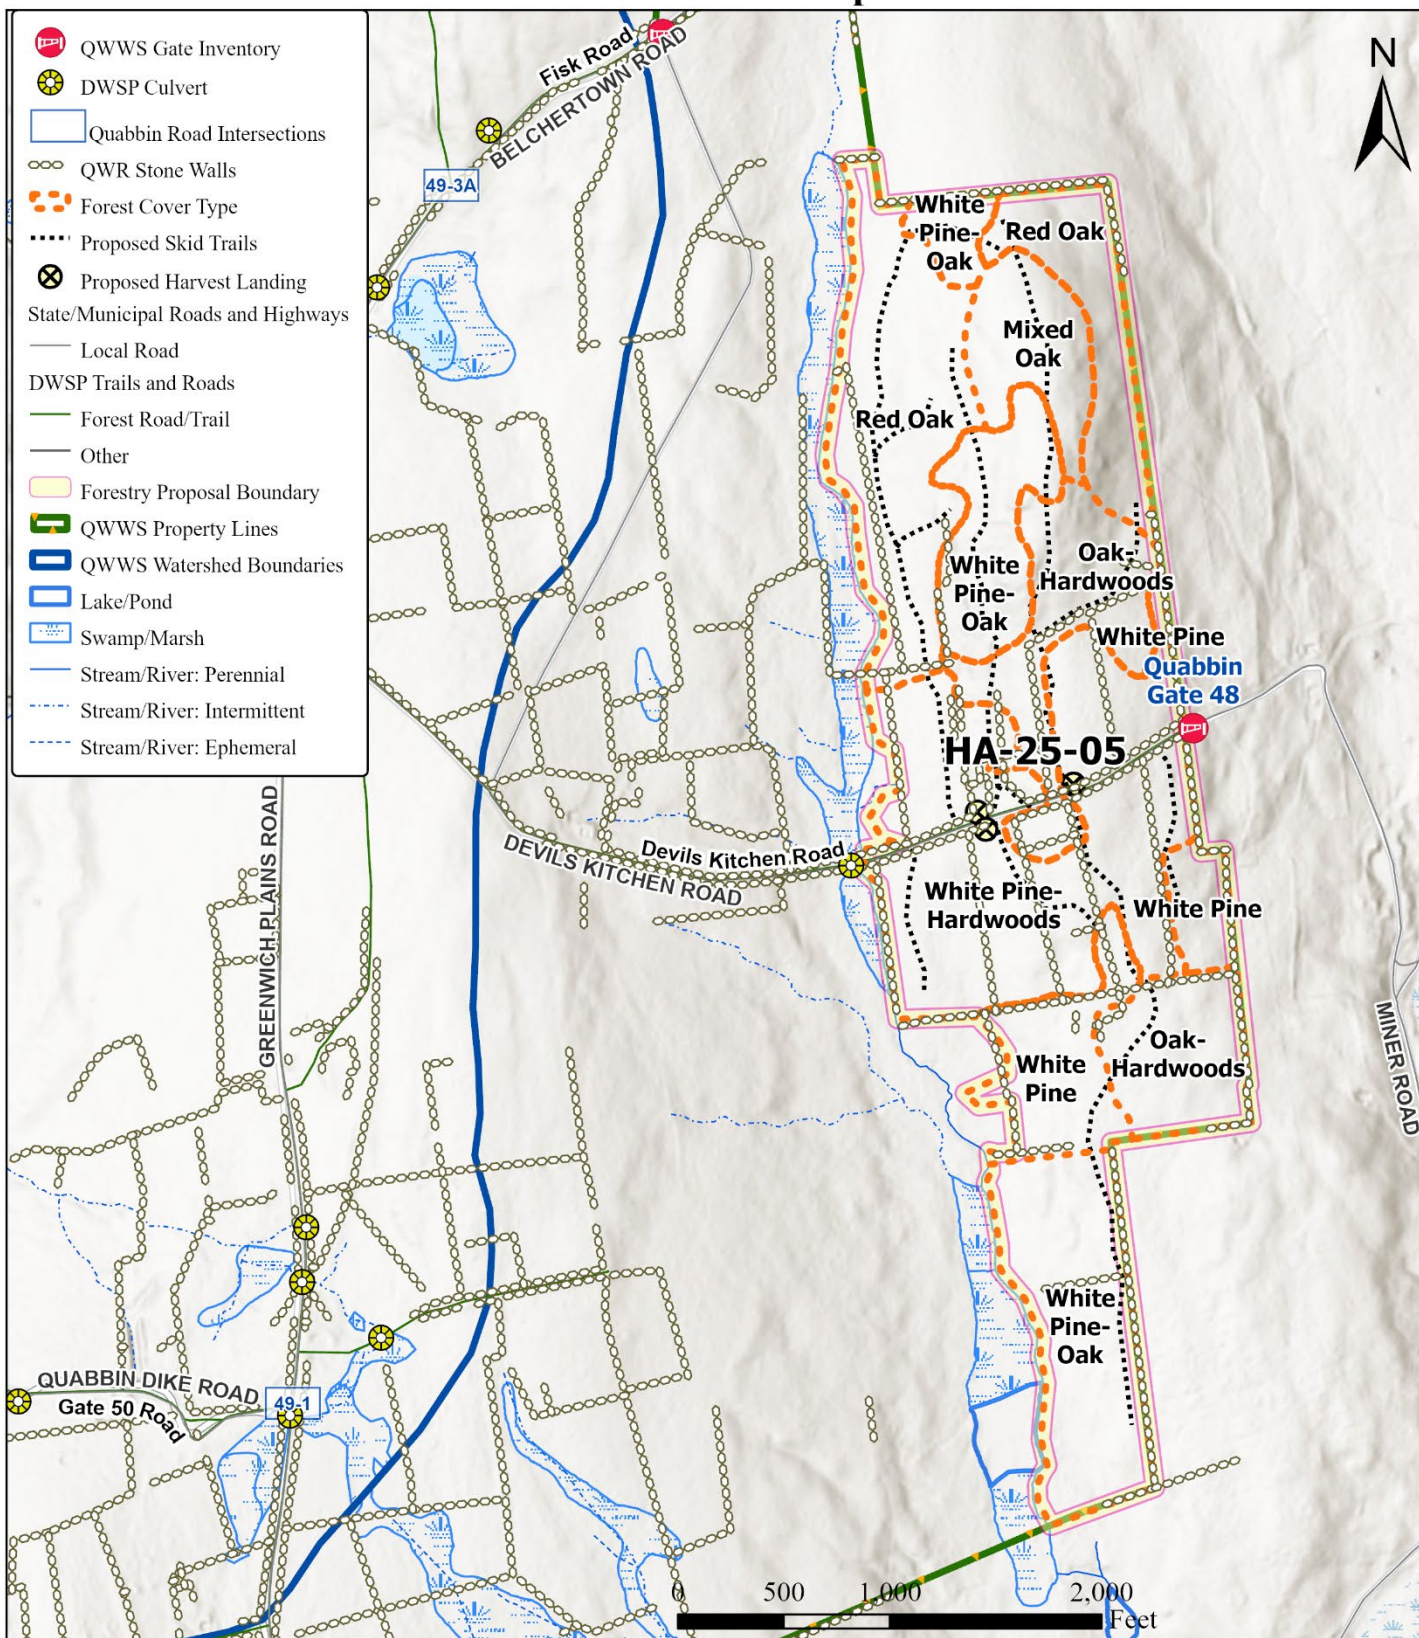 N
QWWS Gate Inventory
DWSP Culvert
Quabbin Road Intersections
QWR Stone Walls
Forest Cover Type
Proposed Skid Trails
Proposed Harvest Landing
State/Municipal Roads and Highways
Local Road
DWSP Trails and Roads
Forest Road/Trail
Other
Forestry Proposal Boundary
QWWS Property Lines
QWWS Watershed Boundaries
Lake/Pond
Swamp/Marsh
Stream/River: Perennial
Stream/River: Intermittent
Stream/River: Ephemeral
Fisk Road
BELCHERTOWN ROAD
49-3A
White
Pine-
Oak
Red Oak
Mixed
Oak
Red Oak
White
Pine-
Oak
Oak-
Hardwoods
White Pine
Quabbin
Gate 48
HA-25-05
Devils Kitchen Road
DEVILS KITCHEN ROAD
GREENWICH PLAINS ROAD
White Pine-
Hardwoods
White Pine
MINER ROAD
White
Pine
Oak-
Hardwoods
White
Pine-
Oak
QUABBIN DIKE ROAD
Gate 50 Road
49-1
0 500 1,000 2,000
Feet